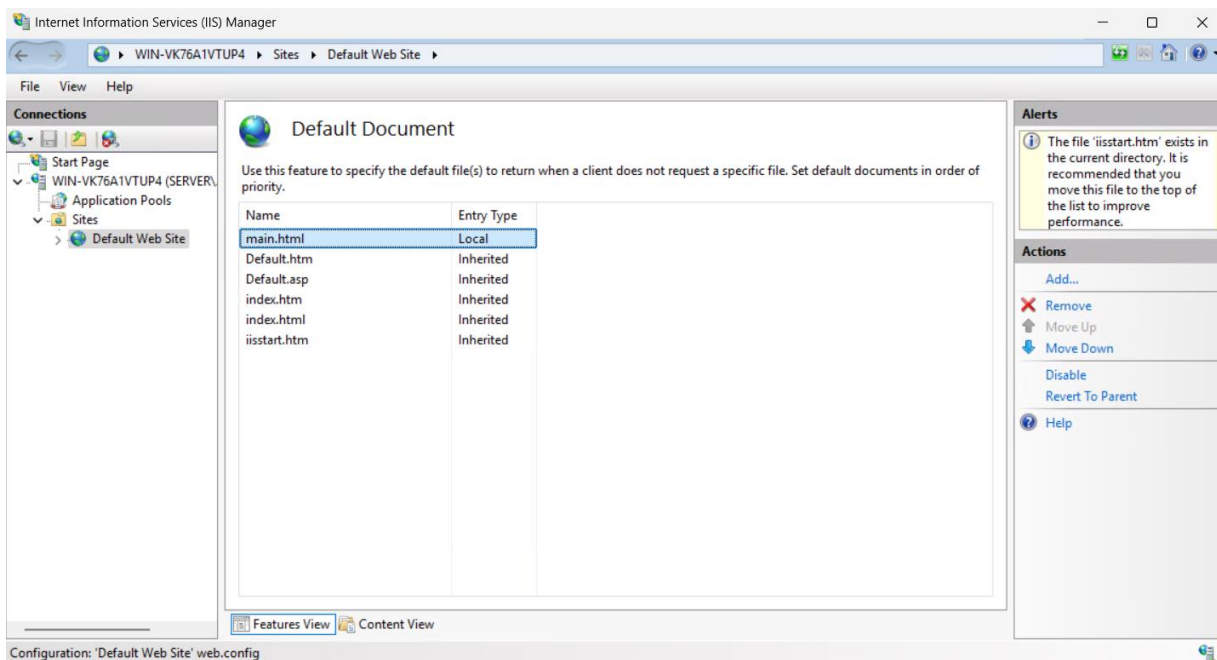 Internet Information Services (IIS) Manager
WIN-VK76A1VTUP4 Sites Default Web Site
File View Help
Connections
Start Page
WIN-VK76A1VTUP4 (SERVER\
Application Pools
Sites
Default Web Site
Default Document
Use this feature to specify the default file(s) to return when a client does not request a specific file. Set default documents in order of
priority.
Name Entry Type
main.html Local
Default.htm Inherited
Default.asp Inherited
index.htm Inherited
index.html Inherited
iisstart.htm Inherited
Features View Content View
Alerts
The file 'iisstart.htm' exists in
the current directory. It is
recommended that you
move this file to the top of
the list to improve
performance.
Actions
Add...
Remove
Move Up
Move Down
Disable
Revert To Parent
Help
Configuration: 'Default Web Site' web.config